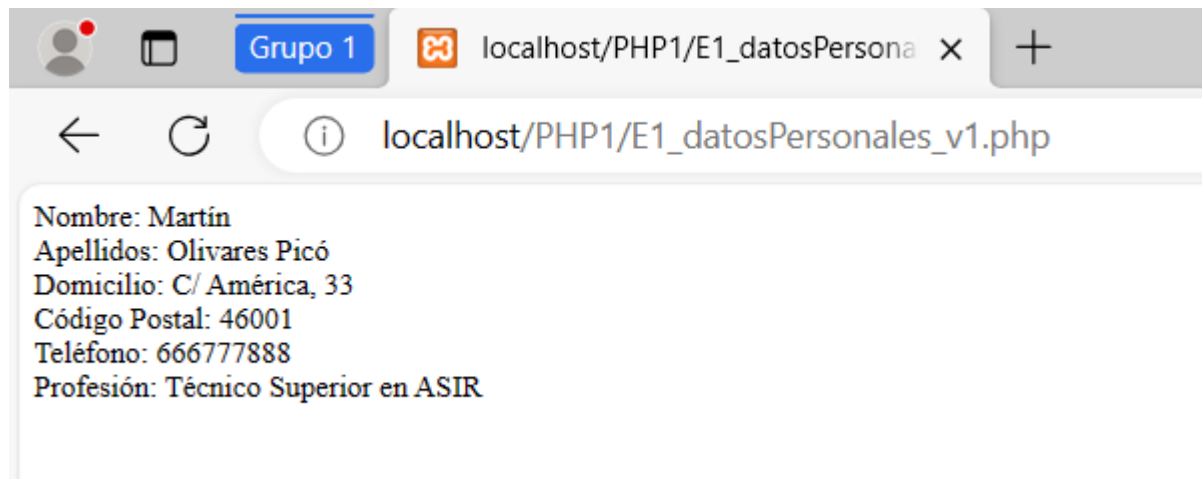 Grupo 1
localhost/PHP1/E1_datosPersona
localhost/PHP1/E1_datosPersonales_v1.php
Nombre: Martín
Apellidos: Olivares Picó
Domicilio: C/ América, 33
Código Postal: 46001
Teléfono: 666777888
Profesión: Técnico Superior en ASIR